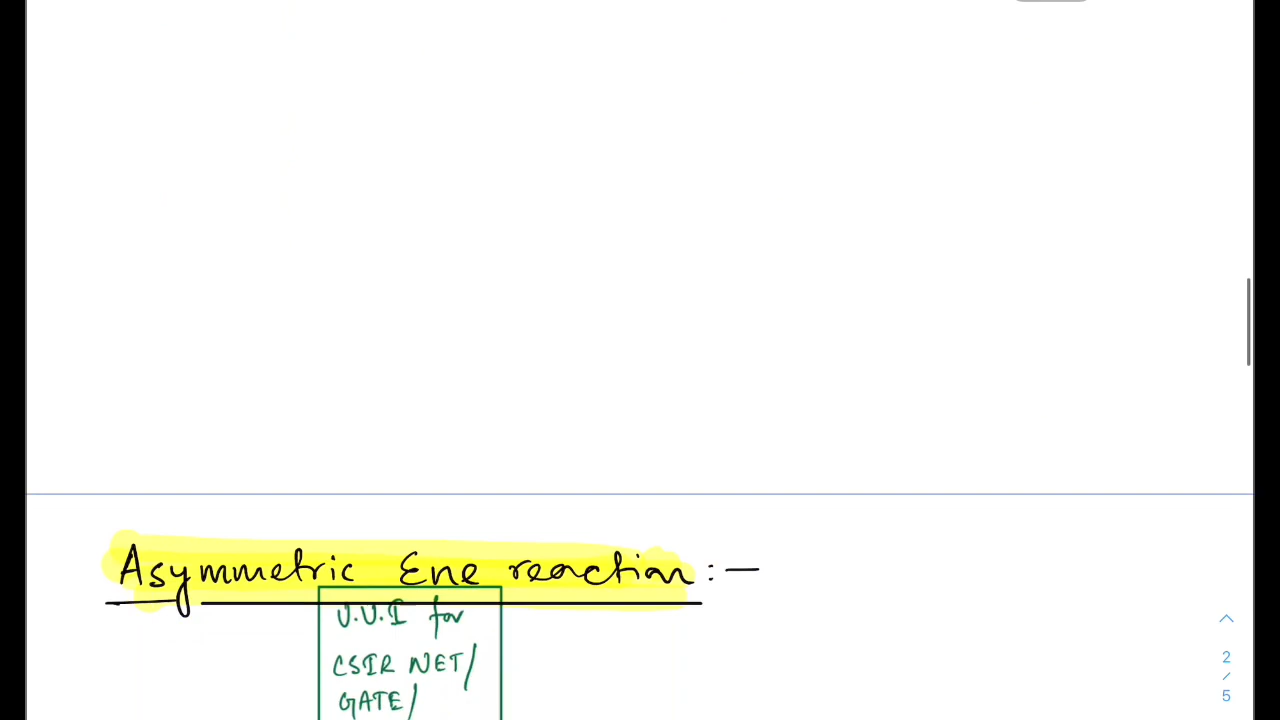 Asymmetric Ene reaction :-
V.V.I for
CSIR NET/
GATE/
2
/
5